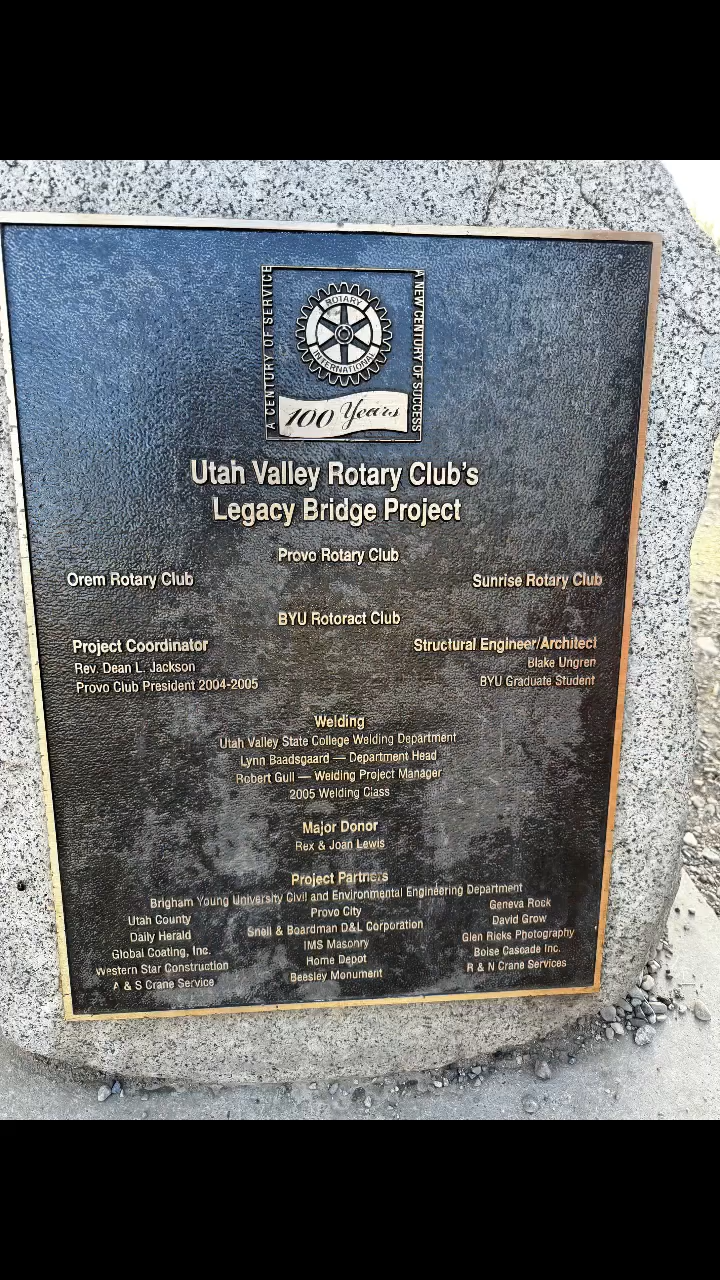 A CENTURY OF SERVICE
A NEW CENTURY OF SUCCESS
ROTARY
INTERNATIONAL
100 Years
Utah Valley Rotary Club's
Legacy Bridge Project
Provo Rotary Club
Orem Rotary Club
Sunrise Rotary Club
BYU Rotoract Club
Project Coordinator
Rev. Dean L. Jackson
Provo Club President 2004-2005
Structural Engineer/Architect
Blake Ungren
BYU Graduate Student
Welding
Utah Valley State College Welding Department
Lynn Baadsgaard — Department Head
Robert Gull — Welding Project Manager
2005 Welding Class
Major Donor
Rex & Joan Lewis
Project Partners
Brigham Young University Civil and Environmental Engineering Department
Utah County
Daily Herald
Global Coating, Inc.
Western Star Construction
A & S Crane Service
Provo City
Snell & Boardman D&L Corporation
IMS Masonry
Home Depot
Beesley Monument
Geneva Rock
David Grow
Glen Ricks Photography
Boise Cascade Inc.
R & N Crane Services